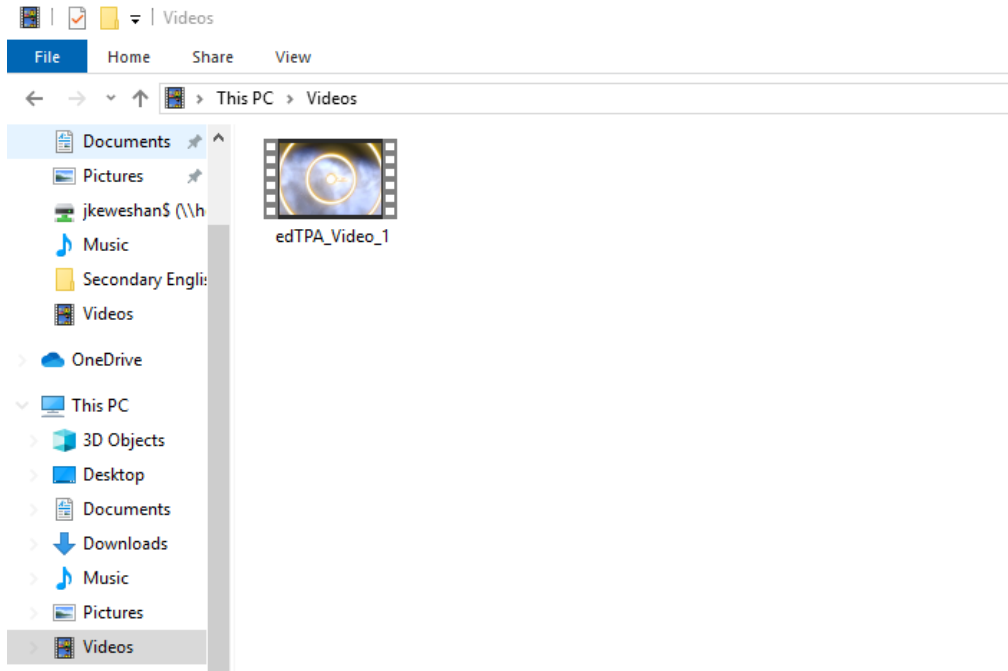 Videos
File Home Share View
This PC > Videos
Documents
Pictures
jkeweshan$ (\\h
Music
Secondary Englis
Videos
OneDrive
This PC
3D Objects
Desktop
Documents
Downloads
Music
Pictures
Videos
edTPA_Video_1